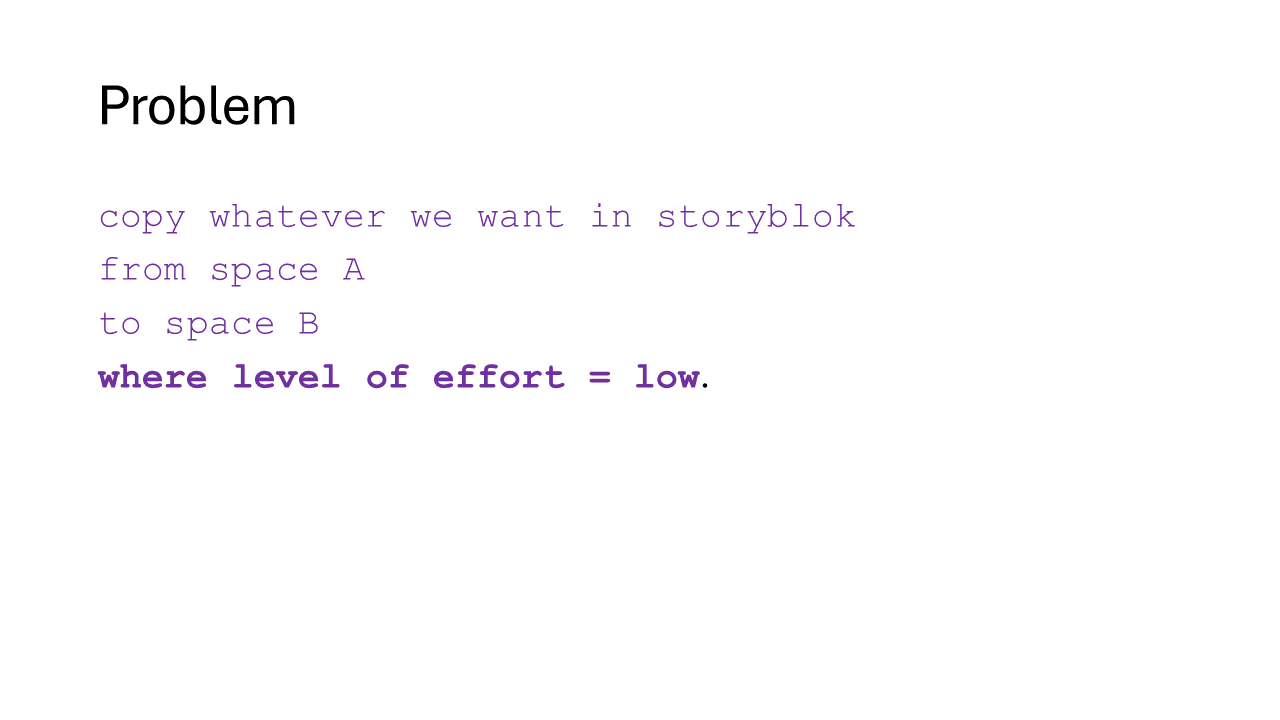 Problem
copy whatever we want in storyblok
from space A
to space B
where level of effort = low.